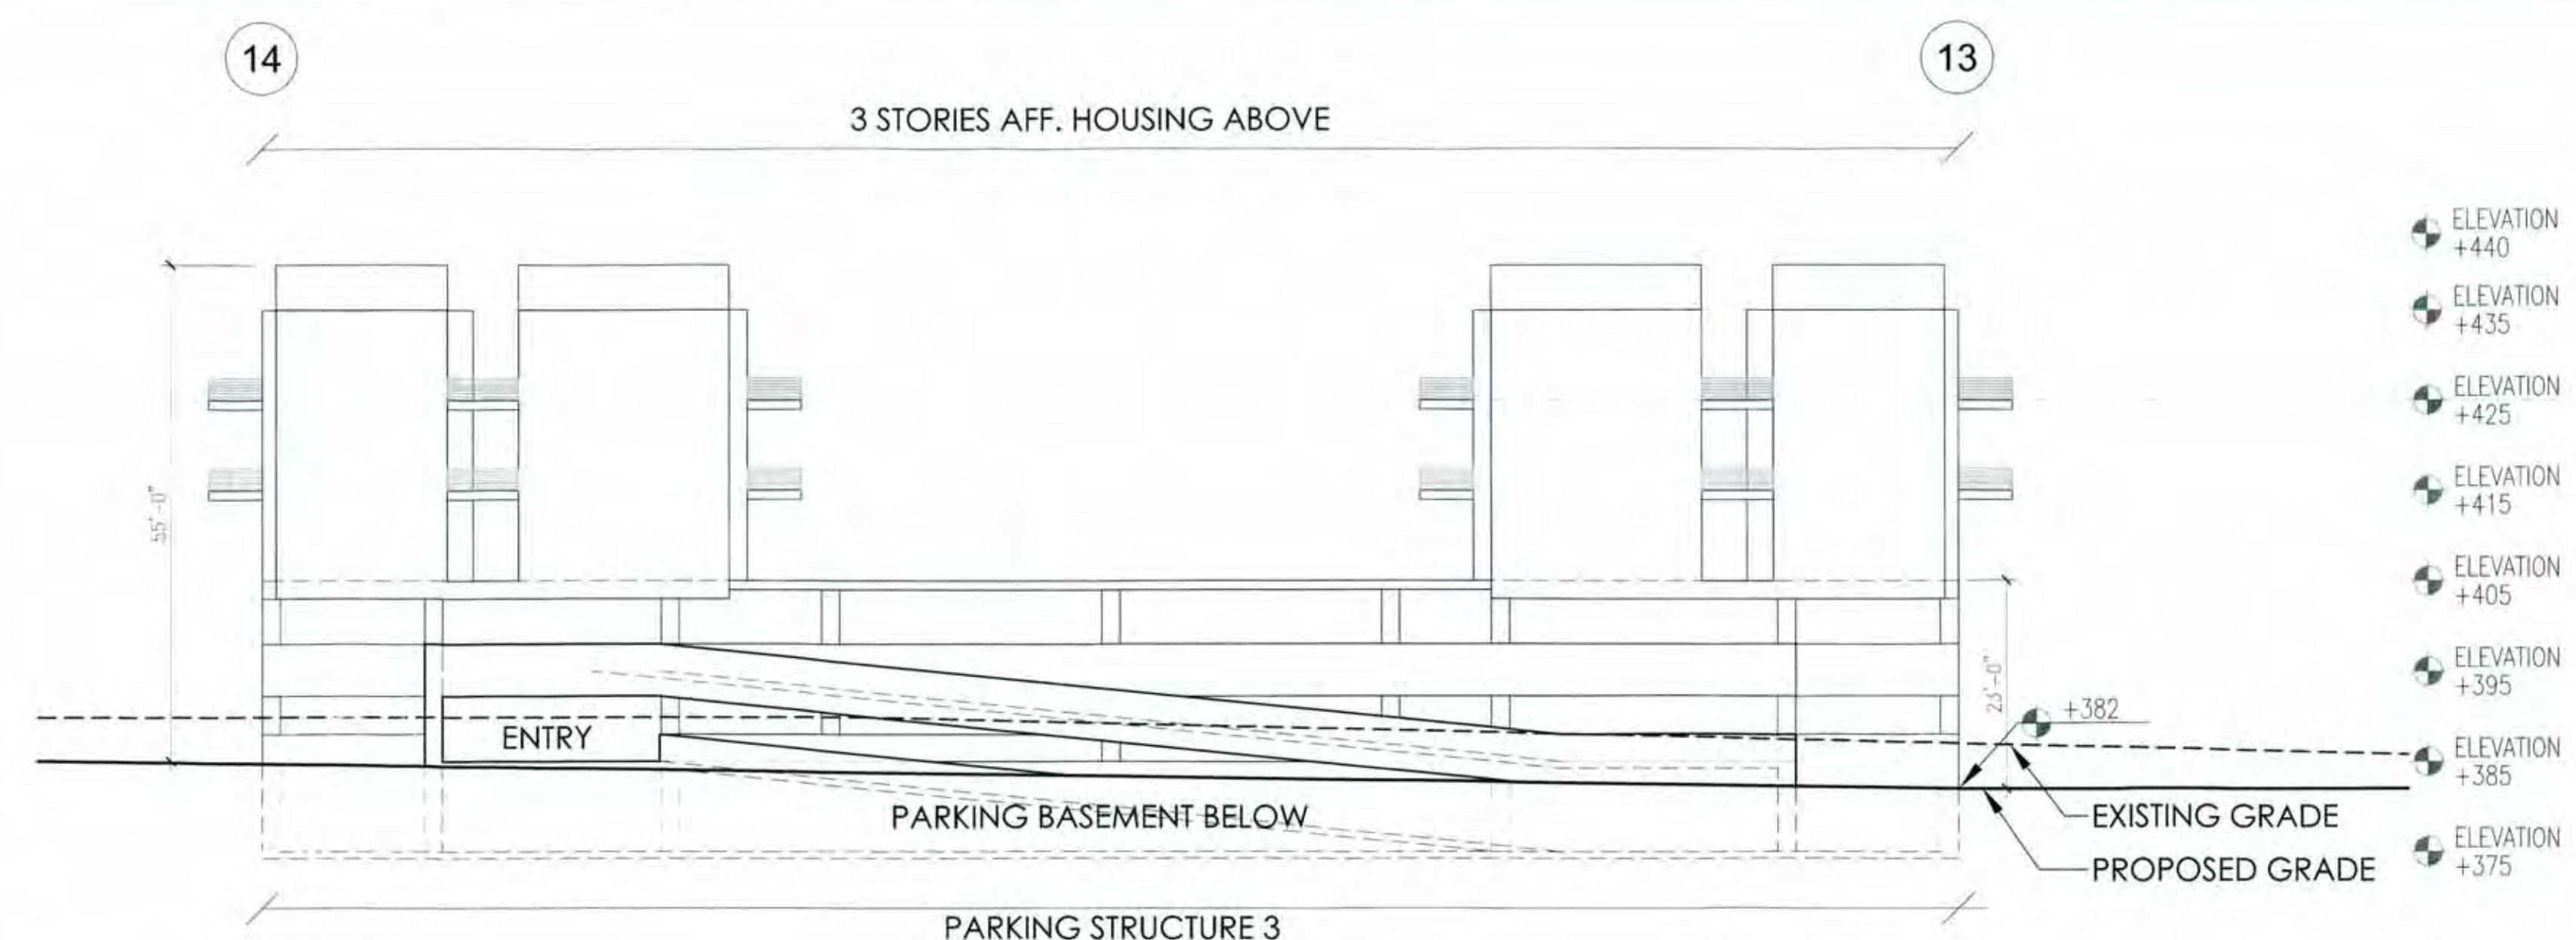 14
13
3 STORIES AFF. HOUSING ABOVE
ELEVATION
+440
ELEVATION
+435
ELEVATION
+425
ELEVATION
+415
55'-0"
ELEVATION
+405
ELEVATION
+395
23'-0"
+382
ENTRY
ELEVATION
+385
PARKING BASEMENT BELOW
EXISTING GRADE
ELEVATION
+375
PROPOSED GRADE
PARKING STRUCTURE 3